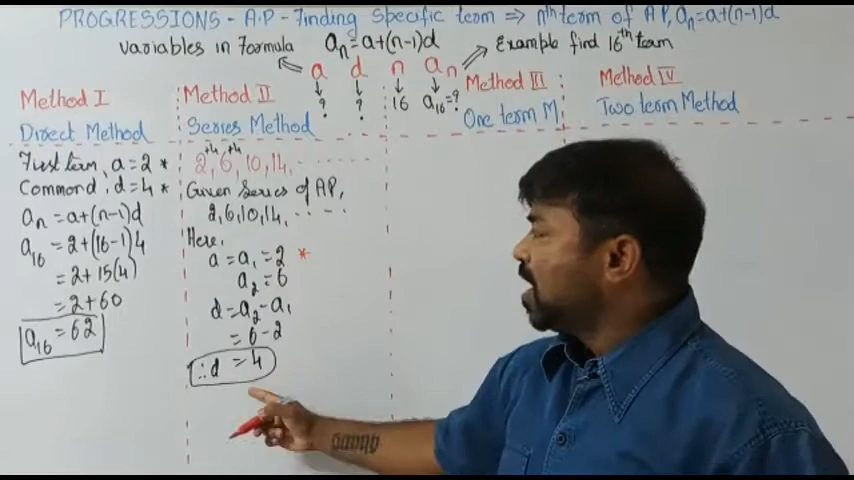 PROGRESSIONS - A.P - Finding Specific term ⇒ nth term of AP, an=a+(n-1)d
variables in Formula an=a+(n-1)d Example find 16th term
a d n an
↓ ↓ ↓ ↓
? ? 16 a16=?
Method I
Direct Method
First term, a=2 *
Commond, d=4 *
an=a+(n-1)d
a16=2+(16-1)4
=2+15(4)
=2+60
a16=62
Method II
Series Method
+4 +4
2,6,10,14,........
Given Series of AP,
2,6,10,14,.....
Here,
a=a1=2 *
a2=6
d=a2-a1
=6-2
∴d=4
Method III
One term M
Method IV
Two term Method